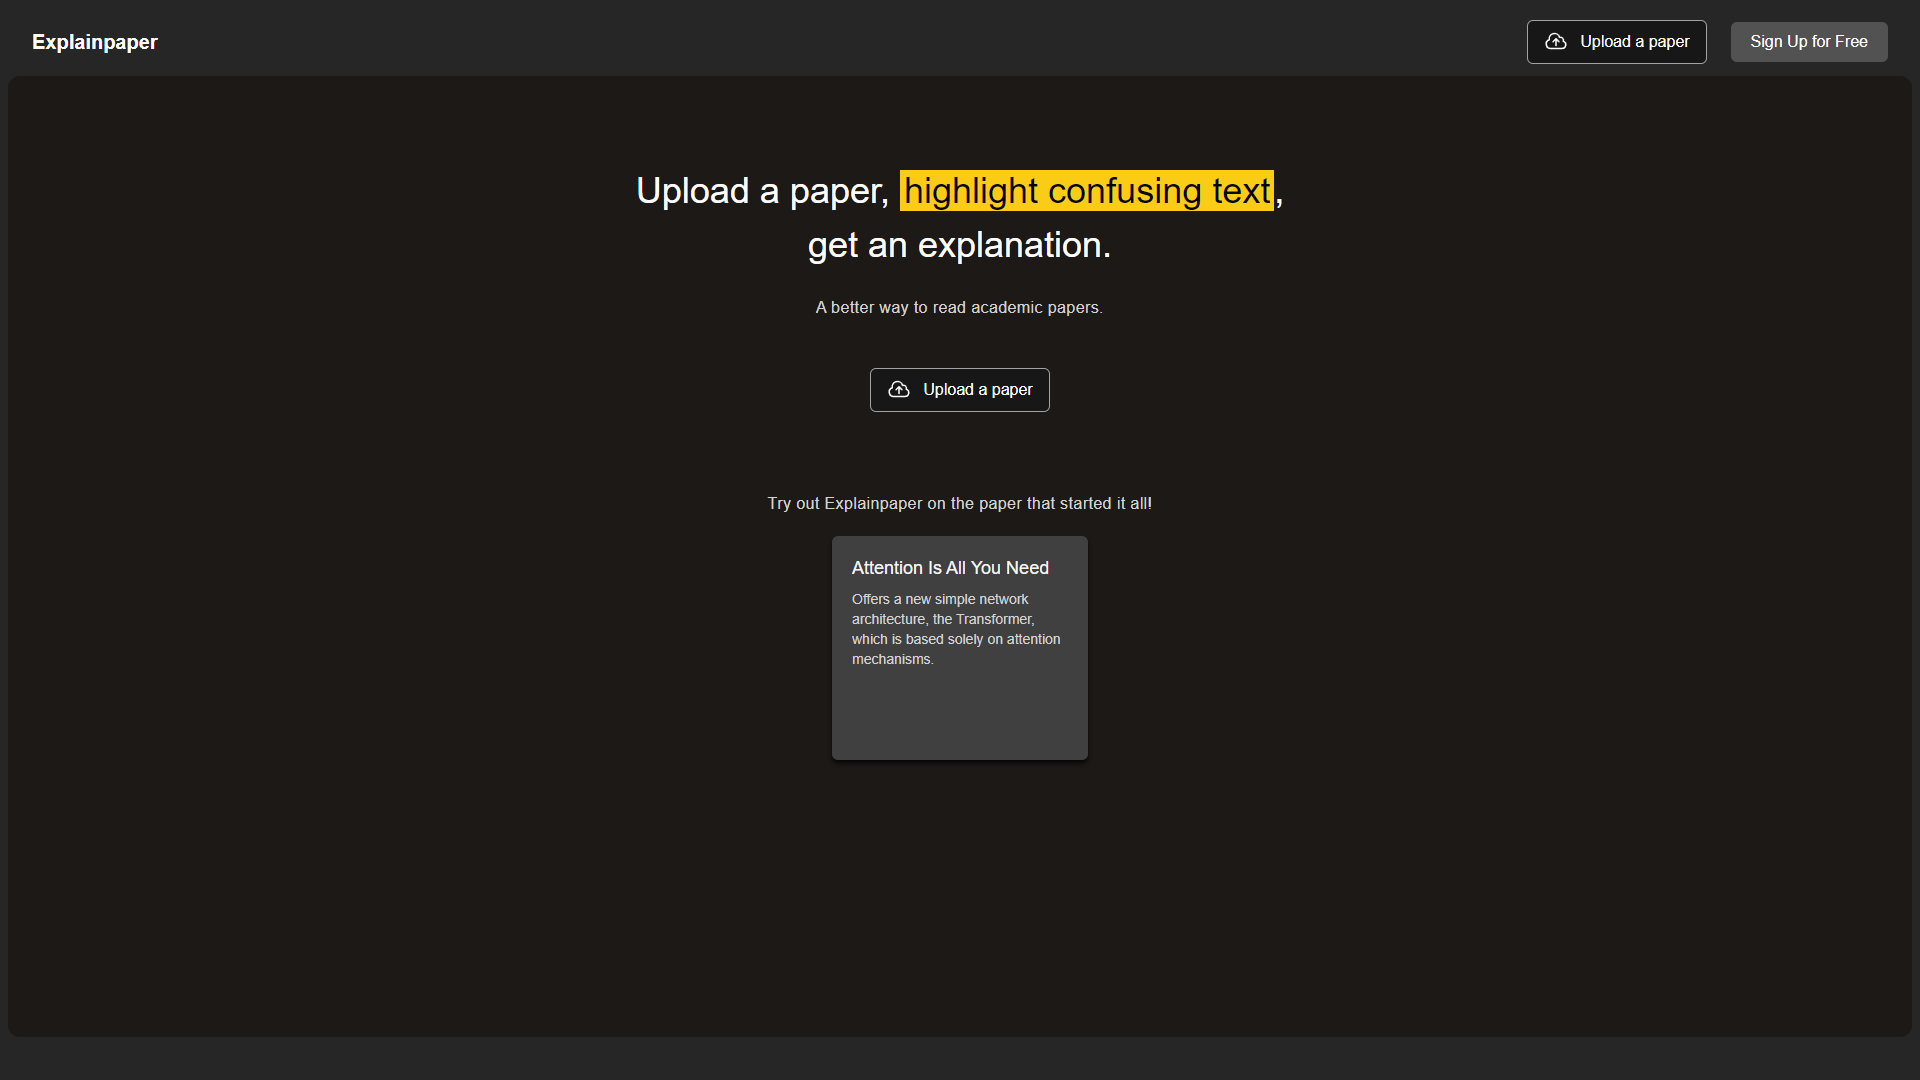 Explainpaper
Upload a paper
Sign Up for Free
Upload a paper, highlight confusing text,
get an explanation.
A better way to read academic papers.
Upload a paper
Try out Explainpaper on the paper that started it all!
Attention Is All You Need
Offers a new simple network
architecture, the Transformer,
which is based solely on attention
mechanisms.